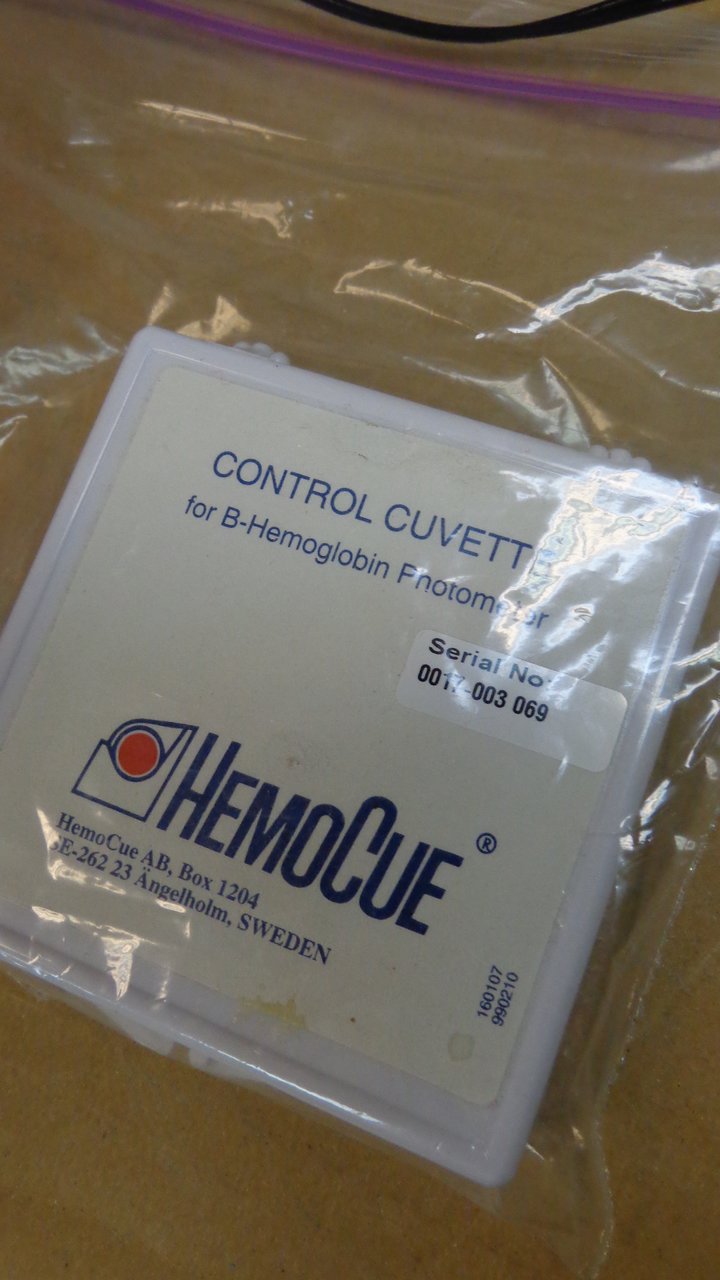 CONTROL CUVETT
for B-Hemoglobin Photometer
Serial No:
0017-003 069
HEMOCUE ®
HemoCue AB, Box 1204
SE-262 23 Ängelholm, SWEDEN
160107
990210